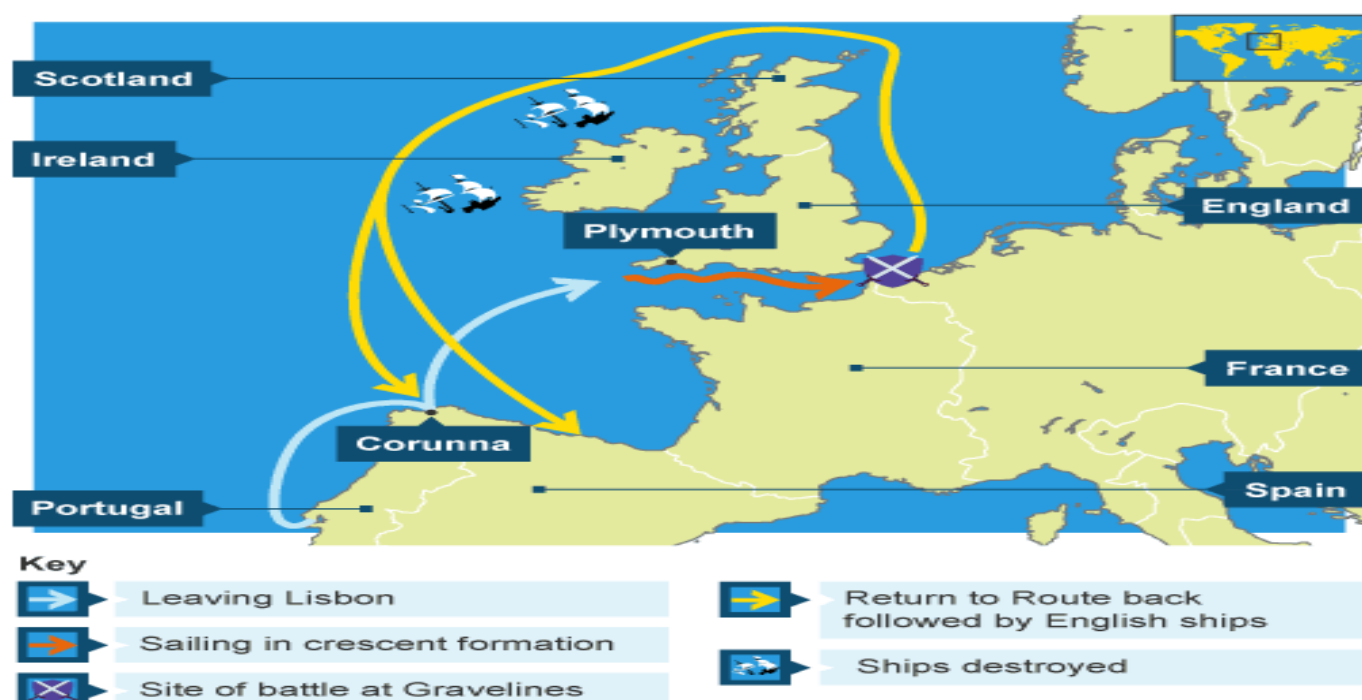 Scotland
Ireland
England
Plymouth
France
Corunna
Spain
Portugal
Key
Leaving Lisbon
Sailing in crescent formation
Site of battle at Gravelines
Return to Route back
followed by English ships
Ships destroyed